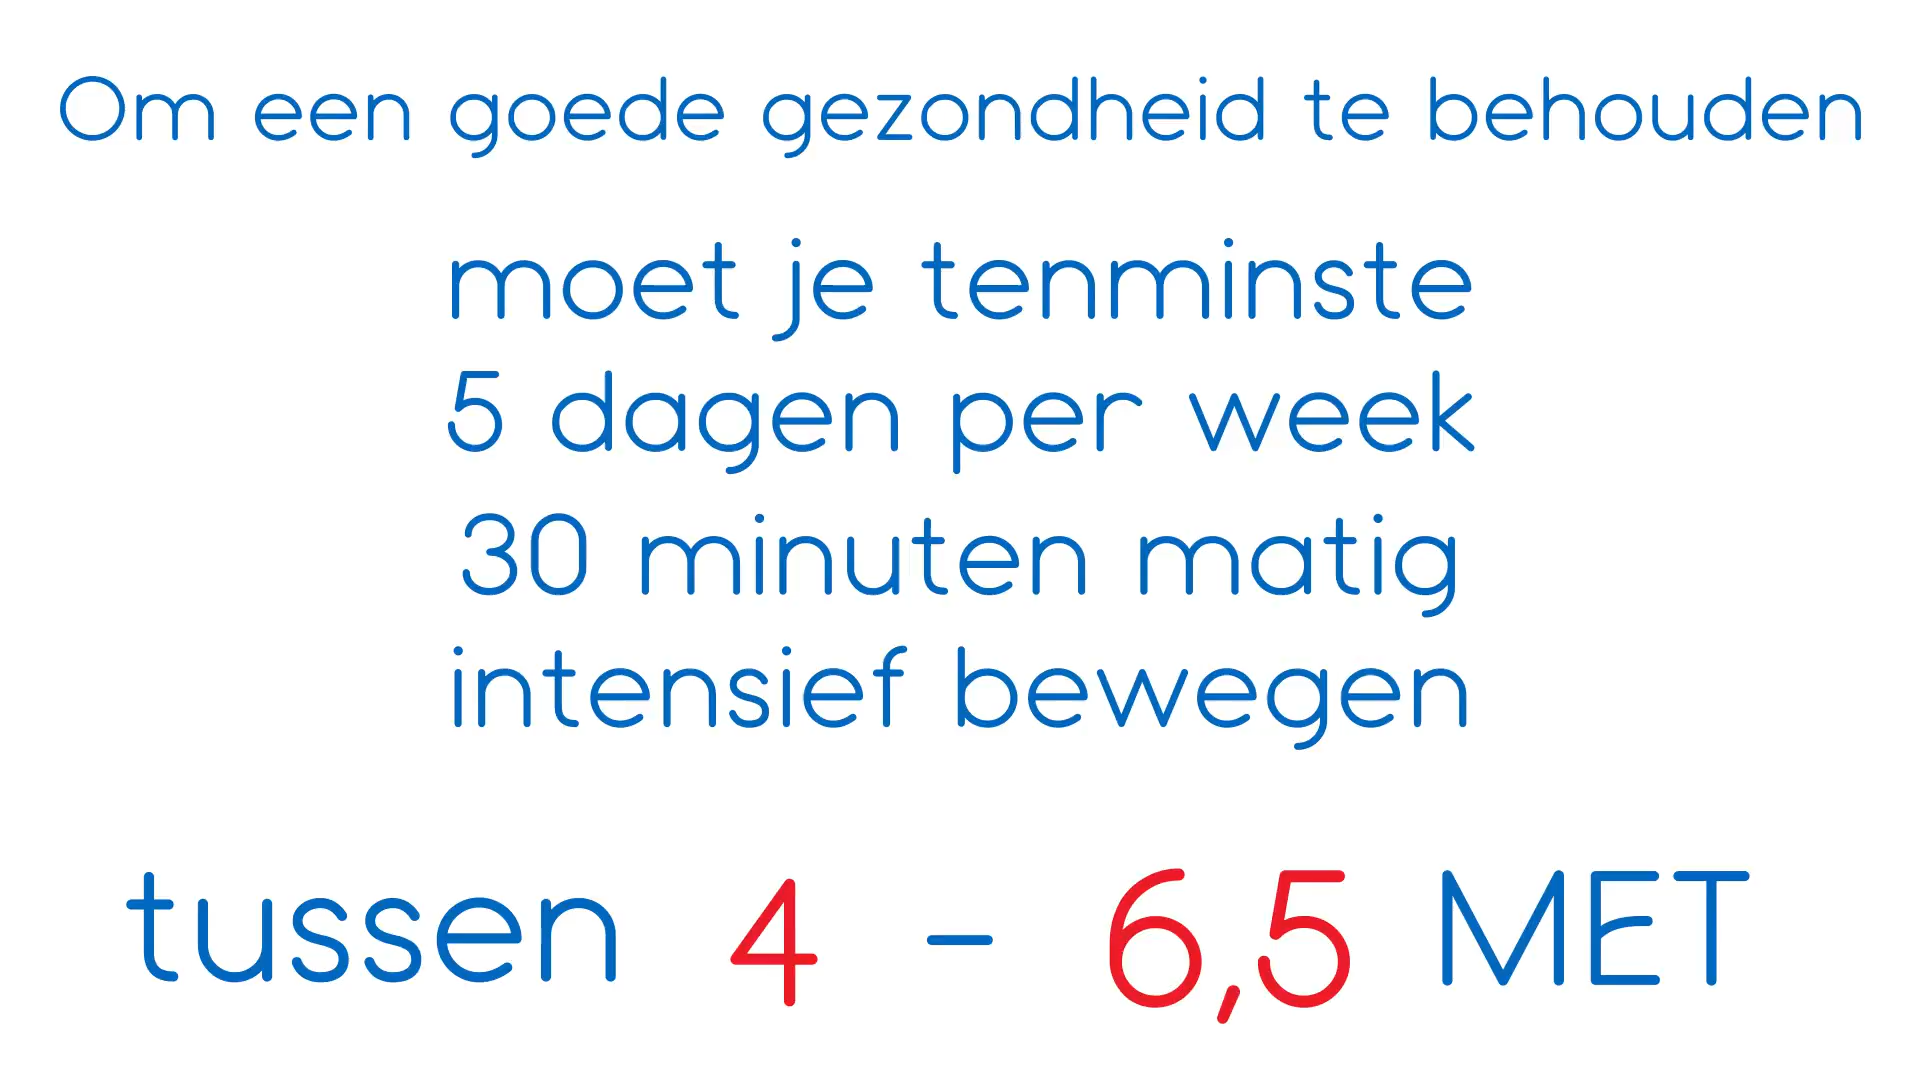 Om een goede gezondheid te behouden
moet je tenminste
5 dagen per week
30 minuten matig
intensief bewegen
tussen 4 - 6,5 MET